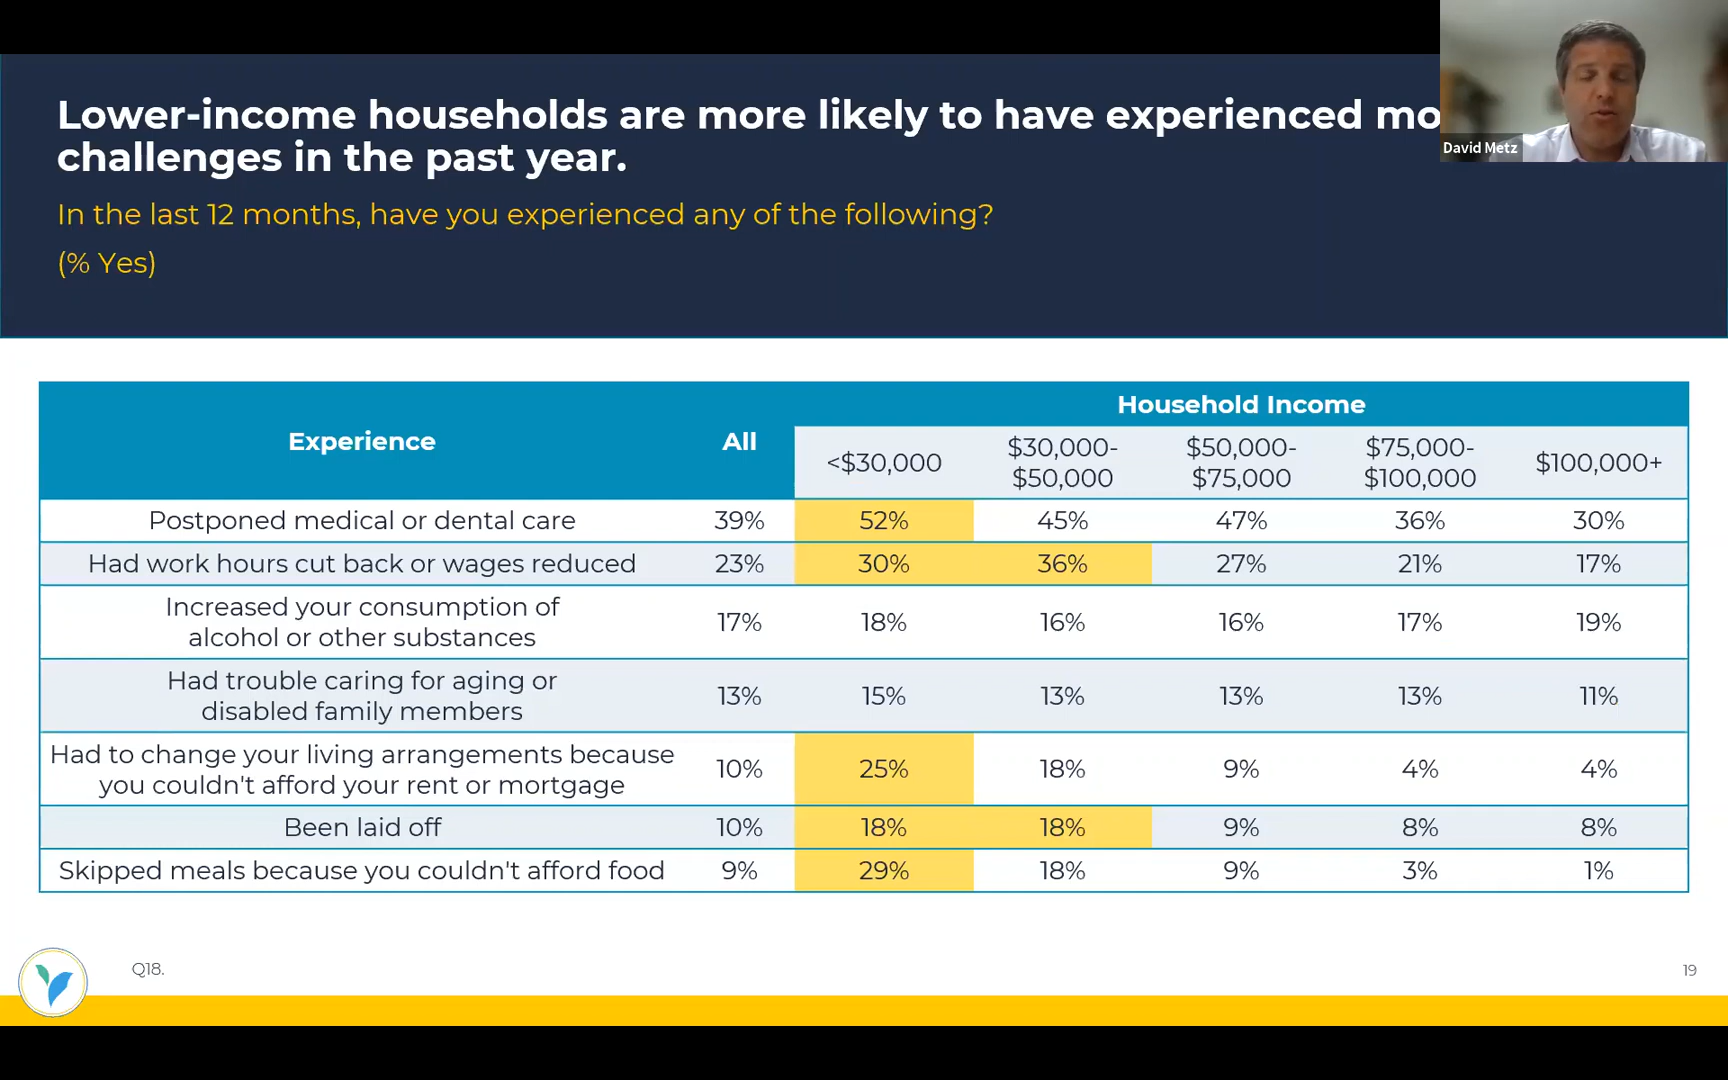 Lower-income households are more likely to have experienced
challenges in the past year.
In the last 12 months, have you experienced any of the following?
(% Yes)
David Metz
Experience All Household Income
<$30,000 $30,000-$50,000 $50,000-$75,000 $75,000-$100,000 $100,000+
Postponed medical or dental care 39% 52% 45% 47% 36% 30%
Had work hours cut back or wages reduced 23% 30% 36% 27% 21% 17%
Increased your consumption of
alcohol or other substances 17% 18% 16% 16% 17% 19%
Had trouble caring for aging or
disabled family members 13% 15% 13% 13% 13% 11%
Had to change your living arrangements because
you couldn't afford your rent or mortgage 10% 25% 18% 9% 4% 4%
Been laid off 10% 18% 18% 9% 8% 8%
Skipped meals because you couldn't afford food 9% 29% 18% 9% 3% 1%
Q18.
19